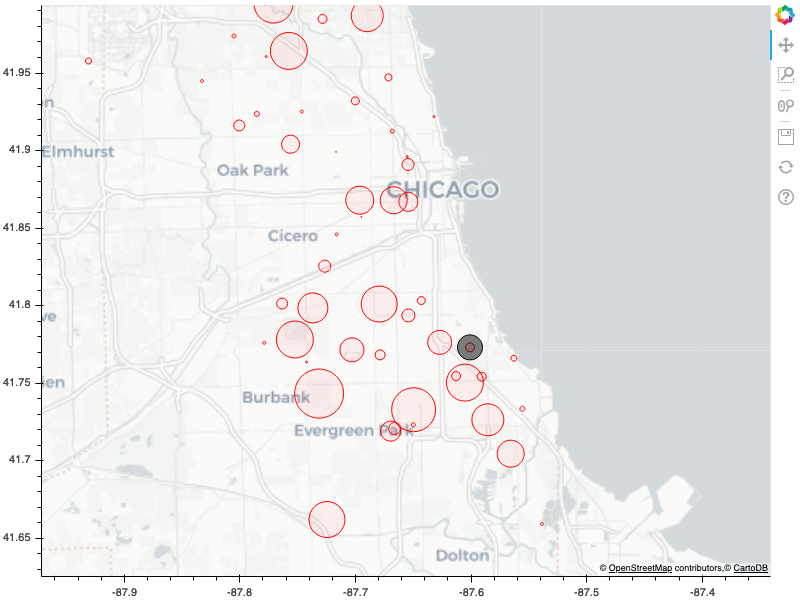 41.95
n
41.9
Elmhurst
Oak Park
CHICAGO
41.85
Cicero
41.8
ve
41.75
en
Burbank
Evergreen Park
41.7
41.65
Dolton
© OpenStreetMap contributors,© CartoDB
-87.9 -87.8 -87.7 -87.6 -87.5 -87.4